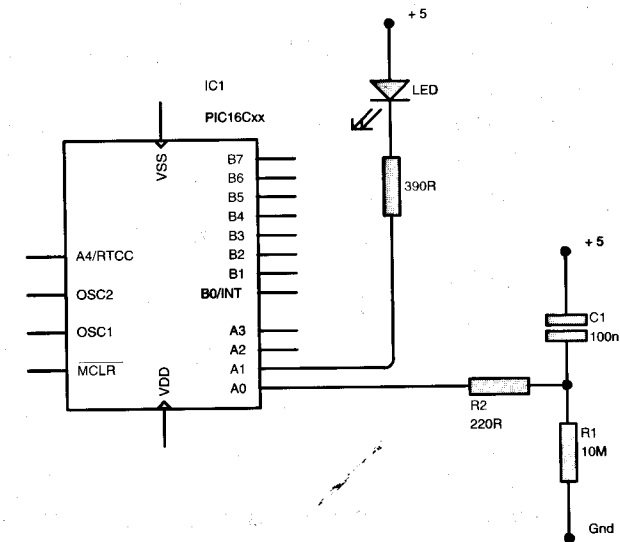 + 5
IC1
LED
PIC16Cxx
VSS
B7
B6
390R
B5
B4
B3
+ 5
A4/RTCC
B2
B1
OSC2
B0/INT
C1
OSC1
A3
100n
A2
MCLR
A1
VDD
A0
R2
220R
R1
10M
Gnd